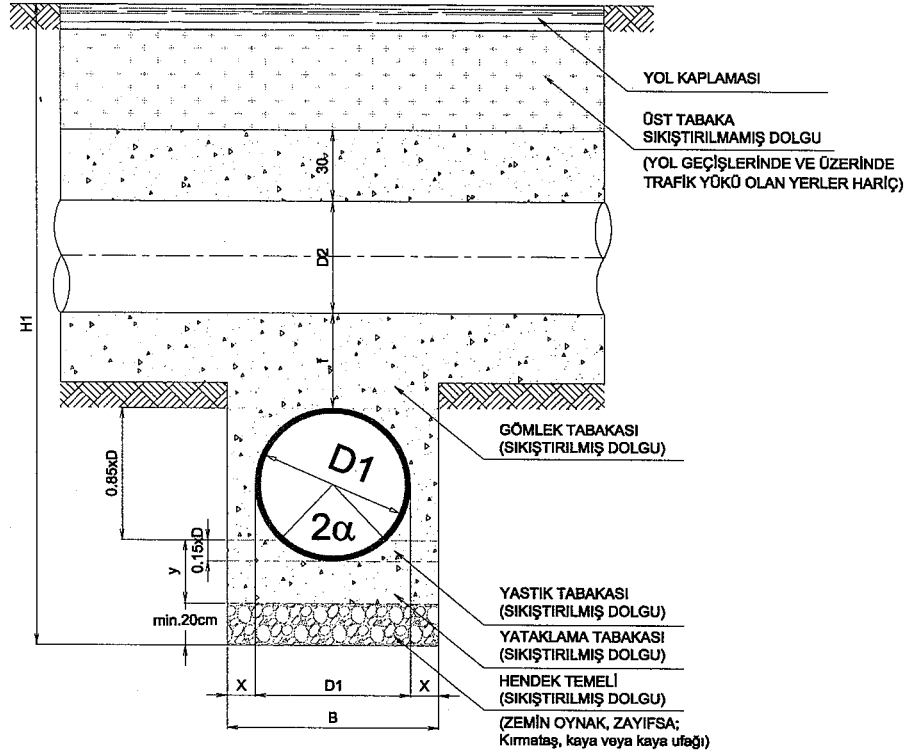 YOL KAPLAMASI
ÜST TABAKA
SIKIŞTIRILMAMIŞ DOLGU
(YOL GEÇİŞLERİNDE VE ÜZERİNDE
TRAFİK YÜKÜ OLAN YERLER HARİÇ)
30
D2
H1
T
GÖMLEK TABAKASI
(SIKIŞTIRILMIŞ DOLGU)
0.85xD
D1
2α
0.15xD
y
min.20cm
YASTIK TABAKASI
(SIKIŞTIRILMIŞ DOLGU)
YATAKLAMA TABAKASI
(SIKIŞTIRILMIŞ DOLGU)
HENDEK TEMELİ
(SIKIŞTIRILMIŞ DOLGU)
(ZEMİN OYNAK, ZAYIFSA;
Kırmataş, kaya veya kaya ufağı)
X D1 X
B